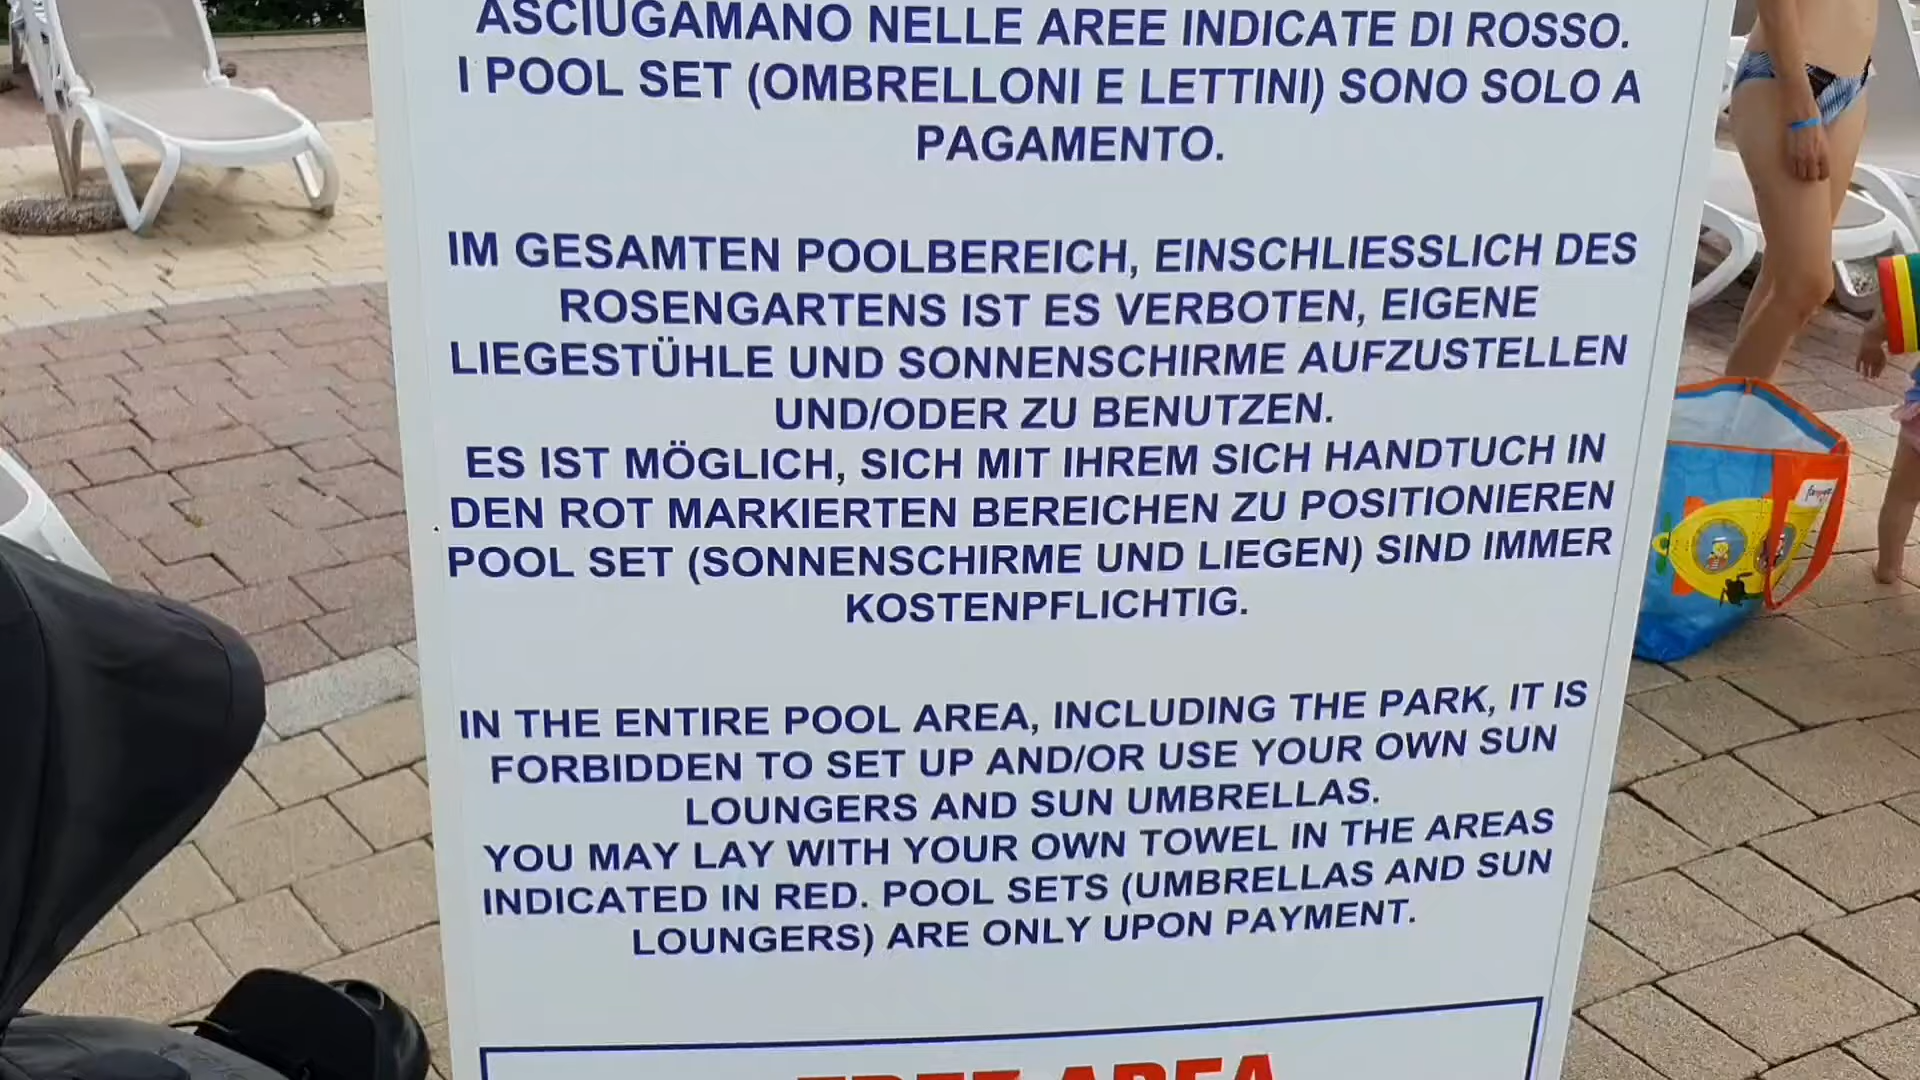 ASCIUGAMANO NELLE AREE INDICATE DI ROSSO.
I POOL SET (OMBRELLONI E LETTINI) SONO SOLO A
PAGAMENTO.
IM GESAMTEN POOLBEREICH, EINSCHLIESSLICH DES
ROSENGARTENS IST ES VERBOTEN, EIGENE
LIEGESTÜHLE UND SONNENSCHIRME AUFZUSTELLEN
UND/ODER ZU BENUTZEN.
ES IST MÖGLICH, SICH MIT IHREM SICH HANDTUCH IN
DEN ROT MARKIERTEN BEREICHEN ZU POSITIONIEREN
POOL SET (SONNENSCHIRME UND LIEGEN) SIND IMMER
KOSTENPFLICHTIG.
IN THE ENTIRE POOL AREA, INCLUDING THE PARK, IT IS
FORBIDDEN TO SET UP AND/OR USE YOUR OWN SUN
LOUNGERS AND SUN UMBRELLAS.
YOU MAY LAY WITH YOUR OWN TOWEL IN THE AREAS
INDICATED IN RED. POOL SETS (UMBRELLAS AND SUN
LOUNGERS) ARE ONLY UPON PAYMENT.
FREE AREA